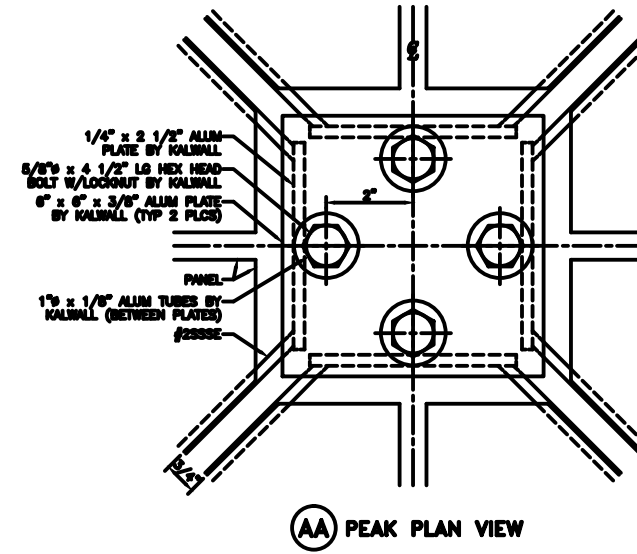 ℄
1/4" x 2 1/2" ALUM
PLATE BY KALWALL
5/8"ø x 4 1/2" LG HEX HEAD
BOLT W/LOCKNUT BY KALWALL
6" x 6" x 3/8" ALUM PLATE
BY KALWALL (TYP 2 PLCS)
2"
PANEL
1"ø x 1/8" ALUM TUBES BY
KALWALL (BETWEEN PLATES)
#2SSSE
3/4"
AA PEAK PLAN VIEW